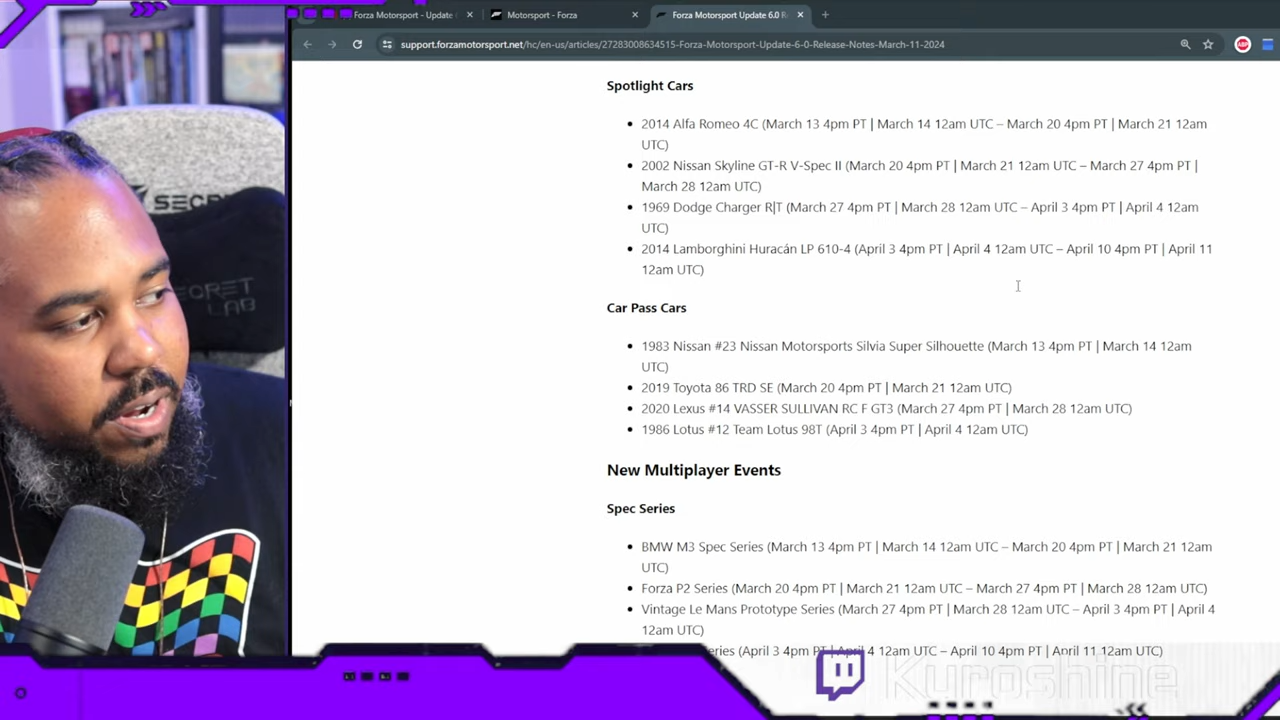 Forza Motorsport - Update
Motorsport - Forza
Forza Motorsport Update 6.0 R
support.forzamotorsport.net/hc/en-us/articles/27283008634515-Forza-Motorsport-Update-6-0-Release-Notes-March-11-2024
ABP
Spotlight Cars
2014 Alfa Romeo 4C (March 13 4pm PT | March 14 12am UTC – March 20 4pm PT | March 21 12am
UTC)
2002 Nissan Skyline GT-R V-Spec II (March 20 4pm PT | March 21 12am UTC – March 27 4pm PT |
March 28 12am UTC)
1969 Dodge Charger R|T (March 27 4pm PT | March 28 12am UTC – April 3 4pm PT | April 4 12am
UTC)
2014 Lamborghini Huracán LP 610-4 (April 3 4pm PT | April 4 12am UTC – April 10 4pm PT | April 11
12am UTC)
Car Pass Cars
1983 Nissan #23 Nissan Motorsports Silvia Super Silhouette (March 13 4pm PT | March 14 12am
UTC)
2019 Toyota 86 TRD SE (March 20 4pm PT | March 21 12am UTC)
2020 Lexus #14 VASSER SULLIVAN RC F GT3 (March 27 4pm PT | March 28 12am UTC)
1986 Lotus #12 Team Lotus 98T (April 3 4pm PT | April 4 12am UTC)
New Multiplayer Events
Spec Series
BMW M3 Spec Series (March 13 4pm PT | March 14 12am UTC – March 20 4pm PT | March 21 12am
UTC)
Forza P2 Series (March 20 4pm PT | March 21 12am UTC – March 27 4pm PT | March 28 12am UTC)
Vintage Le Mans Prototype Series (March 27 4pm PT | March 28 12am UTC – April 3 4pm PT | April 4
12am UTC)
(April 3 4pm PT | April 4 12am UTC – April 10 4pm PT | April 11 12am UTC)
SECRET
LAB
Kuroshine